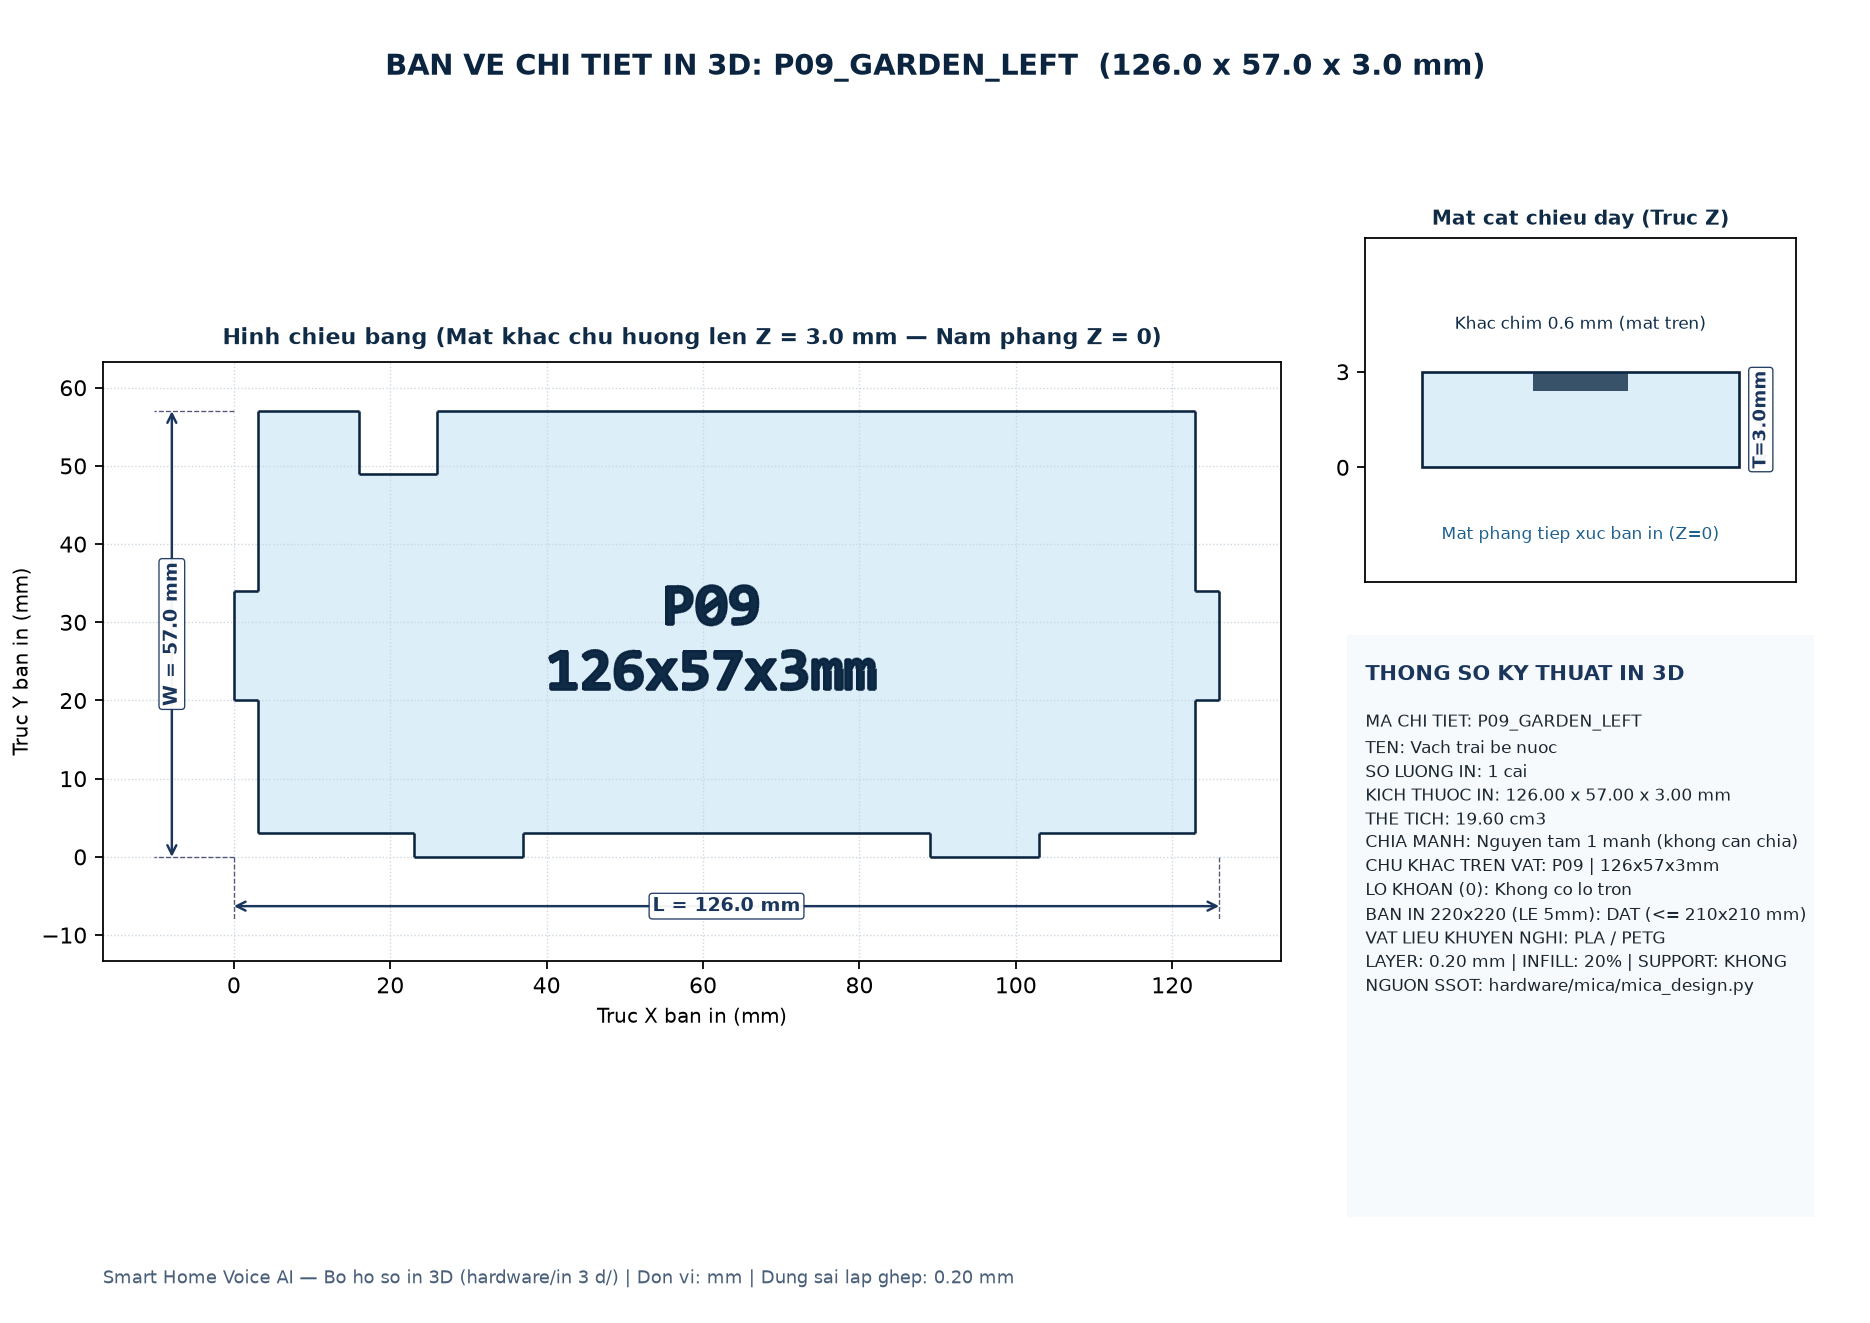 BAN VE CHI TIET IN 3D: P09_GARDEN_LEFT (126.0 x 57.0 x 3.0 mm)
Hinh chieu bang (Mat khac chu huong len Z = 3.0 mm — Nam phang Z = 0)
60
50
40
30
20
10
0
−10
Truc Y ban in (mm)
W = 57.0 mm
P09
126x57x3mm
L = 126.0 mm
0
20
40
60
80
100
120
Truc X ban in (mm)
Mat cat chieu day (Truc Z)
Khac chim 0.6 mm (mat tren)
3
0
T=3.0mm
Mat phang tiep xuc ban in (Z=0)
THONG SO KY THUAT IN 3D
MA CHI TIET: P09_GARDEN_LEFT
TEN: Vach trai be nuoc
SO LUONG IN: 1 cai
KICH THUOC IN: 126.00 x 57.00 x 3.00 mm
THE TICH: 19.60 cm3
CHIA MANH: Nguyen tam 1 manh (khong can chia)
CHU KHAC TREN VAT: P09 | 126x57x3mm
LO KHOAN (0): Khong co lo tron
BAN IN 220x220 (LE 5mm): DAT (<= 210x210 mm)
VAT LIEU KHUYEN NGHI: PLA / PETG
LAYER: 0.20 mm | INFILL: 20% | SUPPORT: KHONG
NGUON SSOT: hardware/mica/mica_design.py
Smart Home Voice AI — Bo ho so in 3D (hardware/in 3 d/) | Don vi: mm | Dung sai lap ghep: 0.20 mm